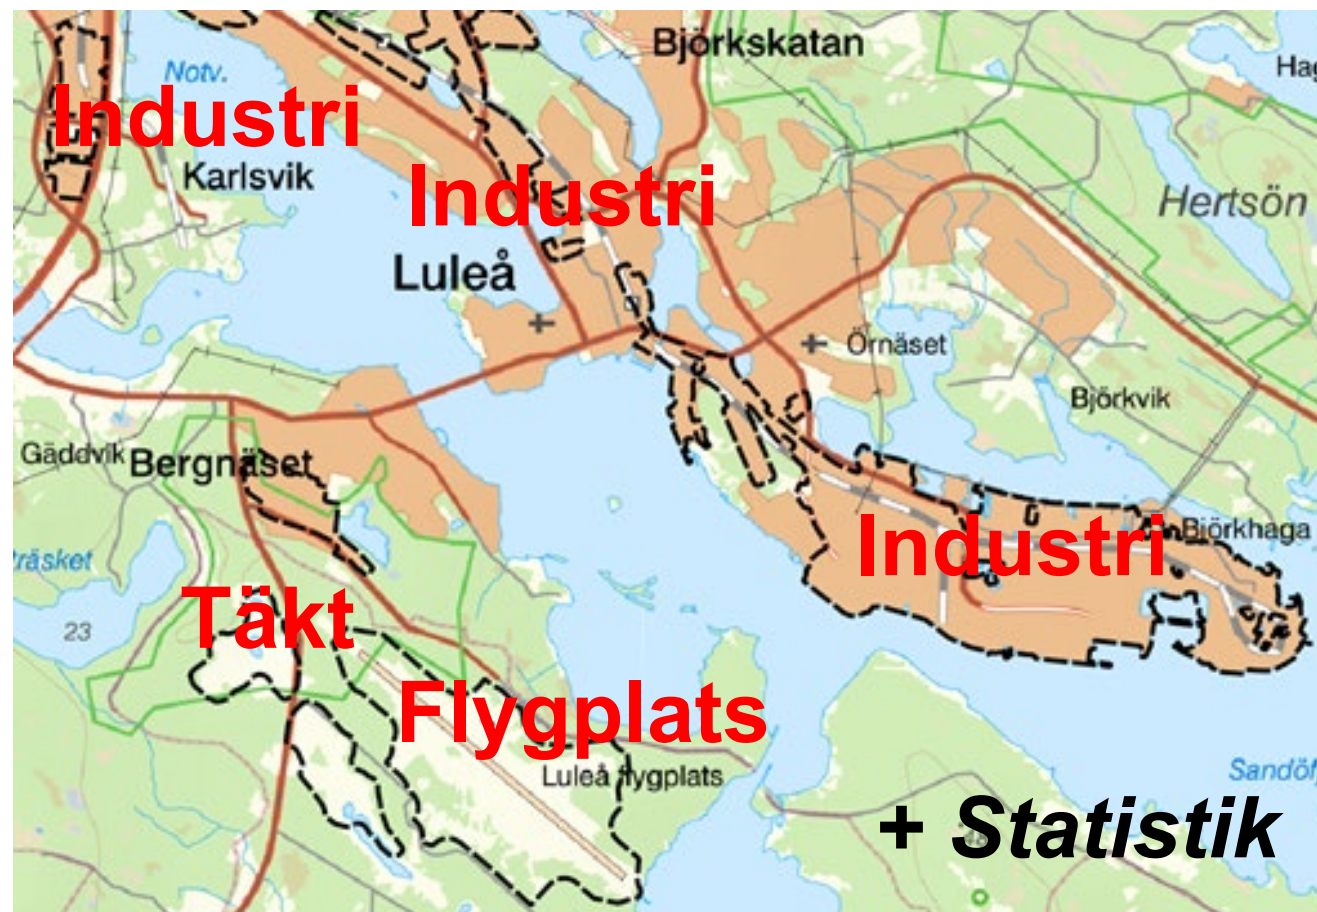 Björkskatan
Notv.
Hag
Industri
Karlsvik
Industri
Hertsön
Luleå
Örnäset
Björkvik
Gäddvik
Bergnäset
Industri
Björkhaga
träsket
Täkt
23
Flygplats
Luleå flygplats
Sandöf
+ Statistik